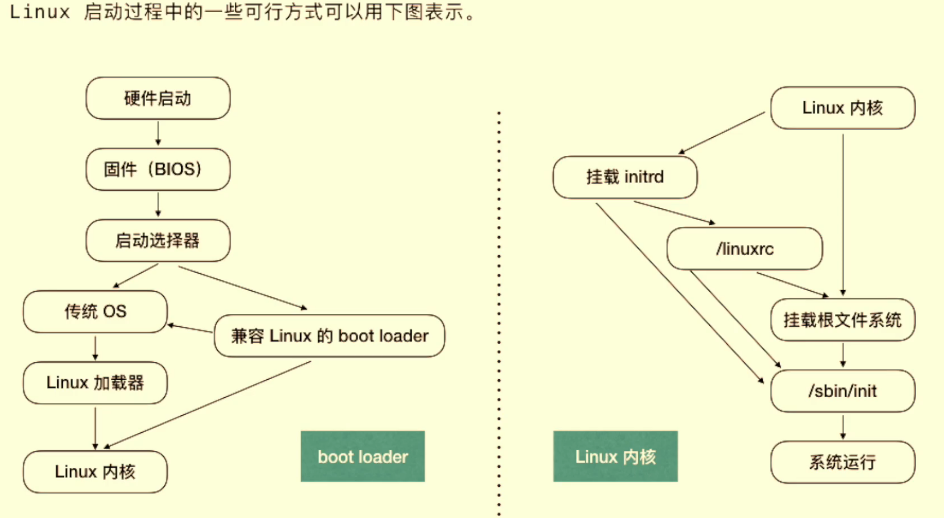 Linux 启动过程中的一些可行方式可以用下图表示。
硬件启动
固件（BIOS）
启动选择器
传统 OS
兼容 Linux 的 boot loader
Linux 加载器
Linux 内核
boot loader
Linux 内核
挂载 initrd
/linuxrc
挂载根文件系统
/sbin/init
系统运行
Linux 内核